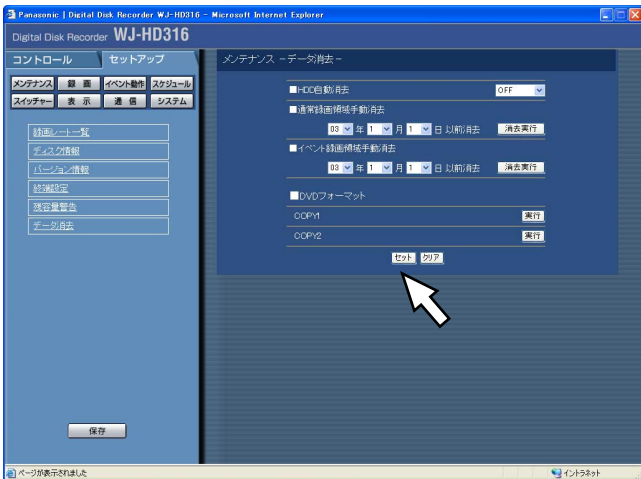 Panasonic | Digital Disk Recorder WJ-HD316 - Microsoft Internet Explorer
Digital Disk Recorder WJ-HD316
コントロール セットアップ
メンテナンス 録 画 イベント動作 スケジュール
スイッチャー 表 示 通 信 システム
録画レート一覧
ディスク情報
バージョン情報
終端設定
残容量警告
データ消去
保存
メンテナンス －データ消去－
■HDD自動消去 OFF
■通常録画領域手動消去
03 年 1 月 1 日 以前消去 消去実行
■イベント録画領域手動消去
03 年 1 月 1 日 以前消去 消去実行
■DVDフォーマット
COPY1 実行
COPY2 実行
セット クリア
ページが表示されました イントラネット